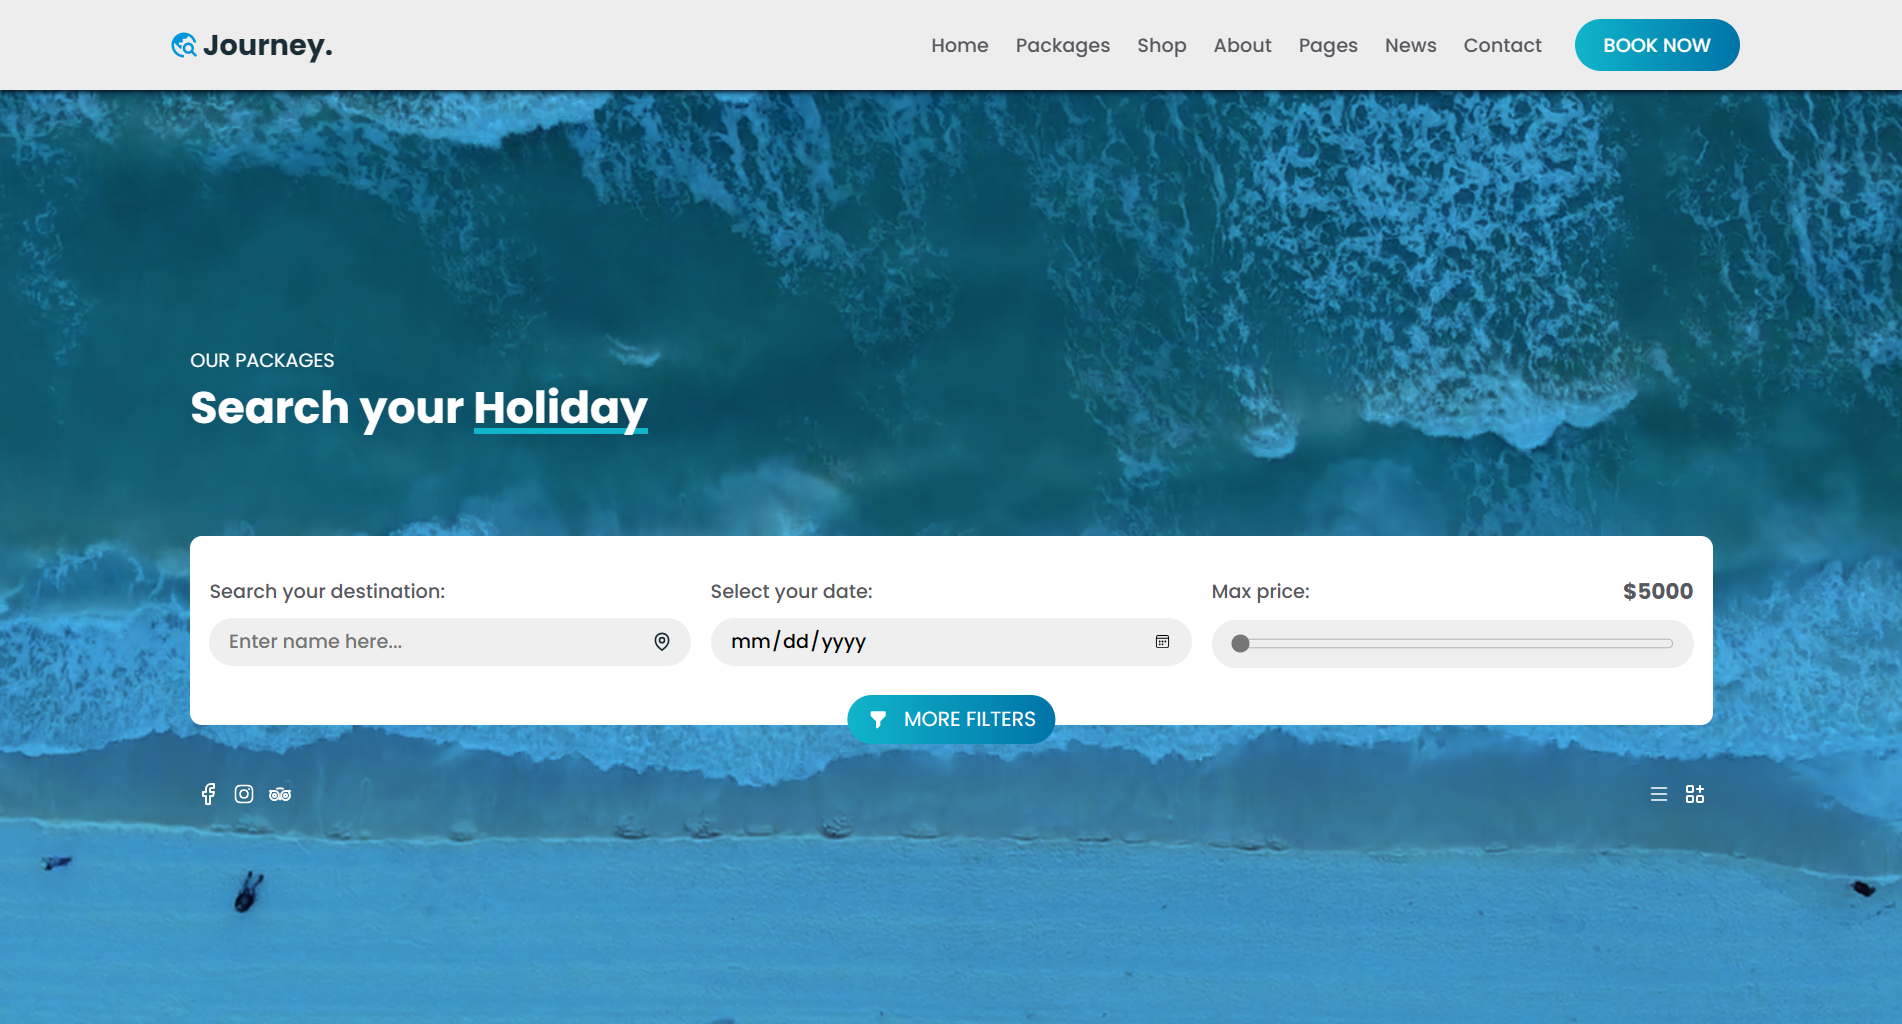 Journey.
Home Packages Shop About Pages News Contact BOOK NOW
OUR PACKAGES
Search your Holiday
Search your destination: Select your date: Max price: $5000
Enter name here... mm/dd/yyyy
MORE FILTERS